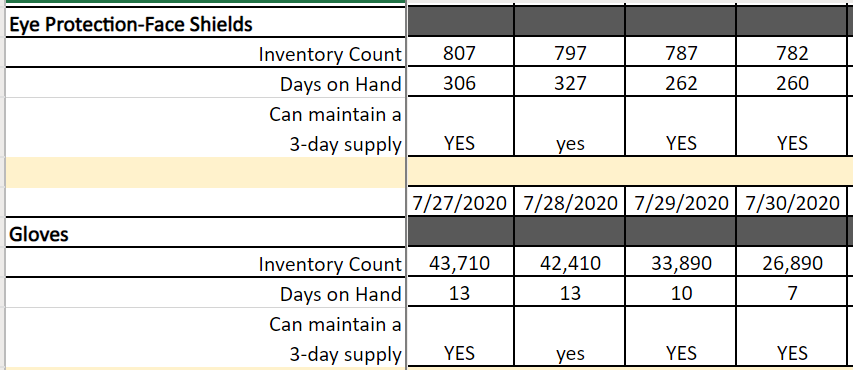 Eye Protection-Face Shields
Inventory Count 807 797 787 782
Days on Hand 306 327 262 260
Can maintain a
3-day supply YES yes YES YES
7/27/2020 7/28/2020 7/29/2020 7/30/2020
Gloves
Inventory Count 43,710 42,410 33,890 26,890
Days on Hand 13 13 10 7
Can maintain a
3-day supply YES yes YES YES